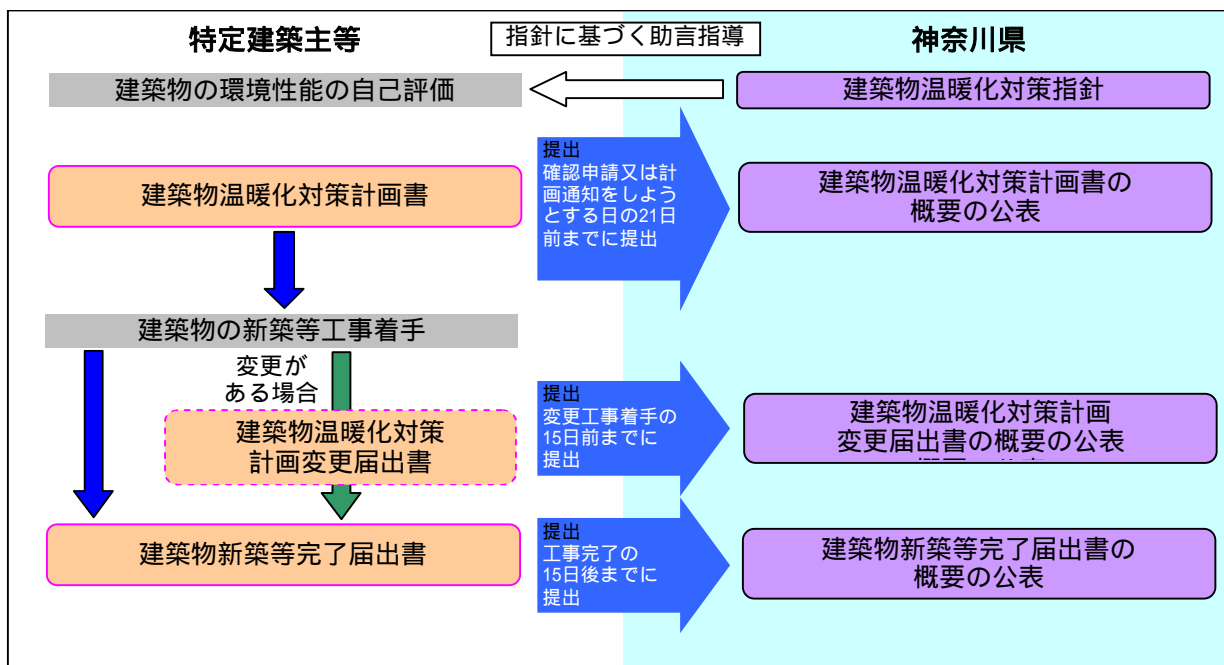 特定建築主等
指針に基づく助言指導
神奈川県
建築物の環境性能の自己評価
建築物温暖化対策指針
建築物温暖化対策計画書
提出
確認申請又は計
画通知をしよう
とする日の21日
前までに提出
建築物温暖化対策計画書の
概要の公表
建築物の新築等工事着手
変更が
ある場合
建築物温暖化対策
計画変更届出書
提出
変更工事着手の
15日前までに
提出
建築物温暖化対策計画
変更届出書の概要の公表
建築物新築等完了届出書
提出
工事完了の
15日後までに
提出
建築物新築等完了届出書の
概要の公表